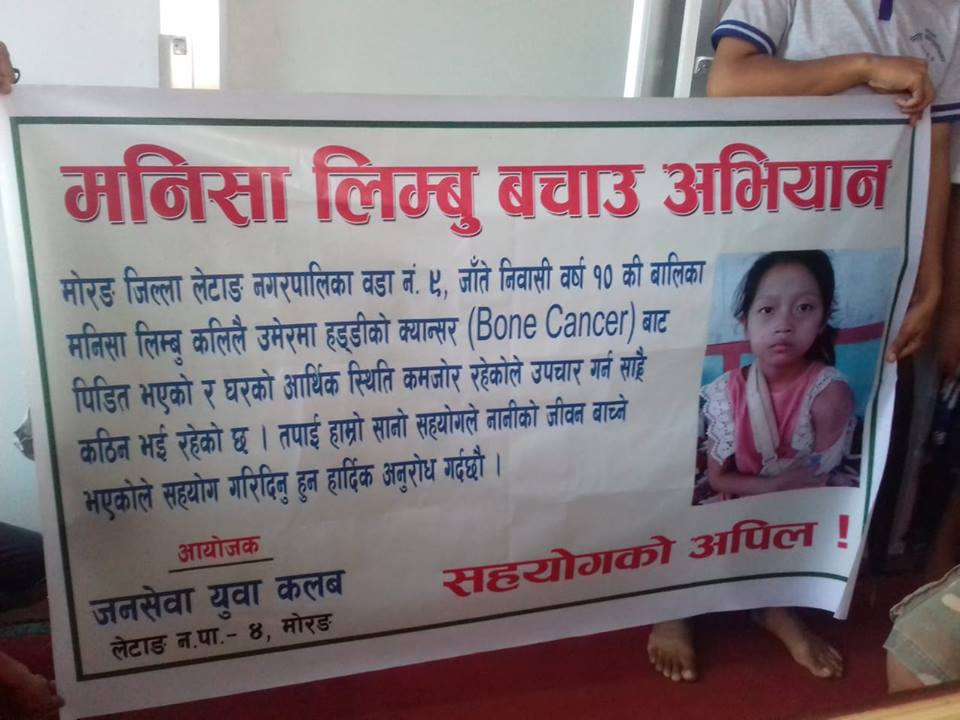 मनिसा लिम्बु बचाउ अभियान
मोरङ जिल्ला लेटाङ नगरपालिका वडा नं. ९, जाँते निवासी वर्ष १० की बालिका
मनिसा लिम्बु कलिलै उमेरमा हड्डीको क्यान्सर (Bone Cancer) बाट
पिडित भएको र घरको आर्थिक स्थिति कमजोर रहेकोले उपचार गर्न साह्रै
कठिन भई रहेको छ । तपाई हाम्रो सानो सहयोगले नानीको जीवन बाच्ने
भएकोले सहयोग गरिदिनु हुन हार्दिक अनुरोध गर्दछौ ।
आयोजक
जनसेवा युवा कलब
लेटाङ न.पा.- ४, मोरङ
सहयोगको अपिल !